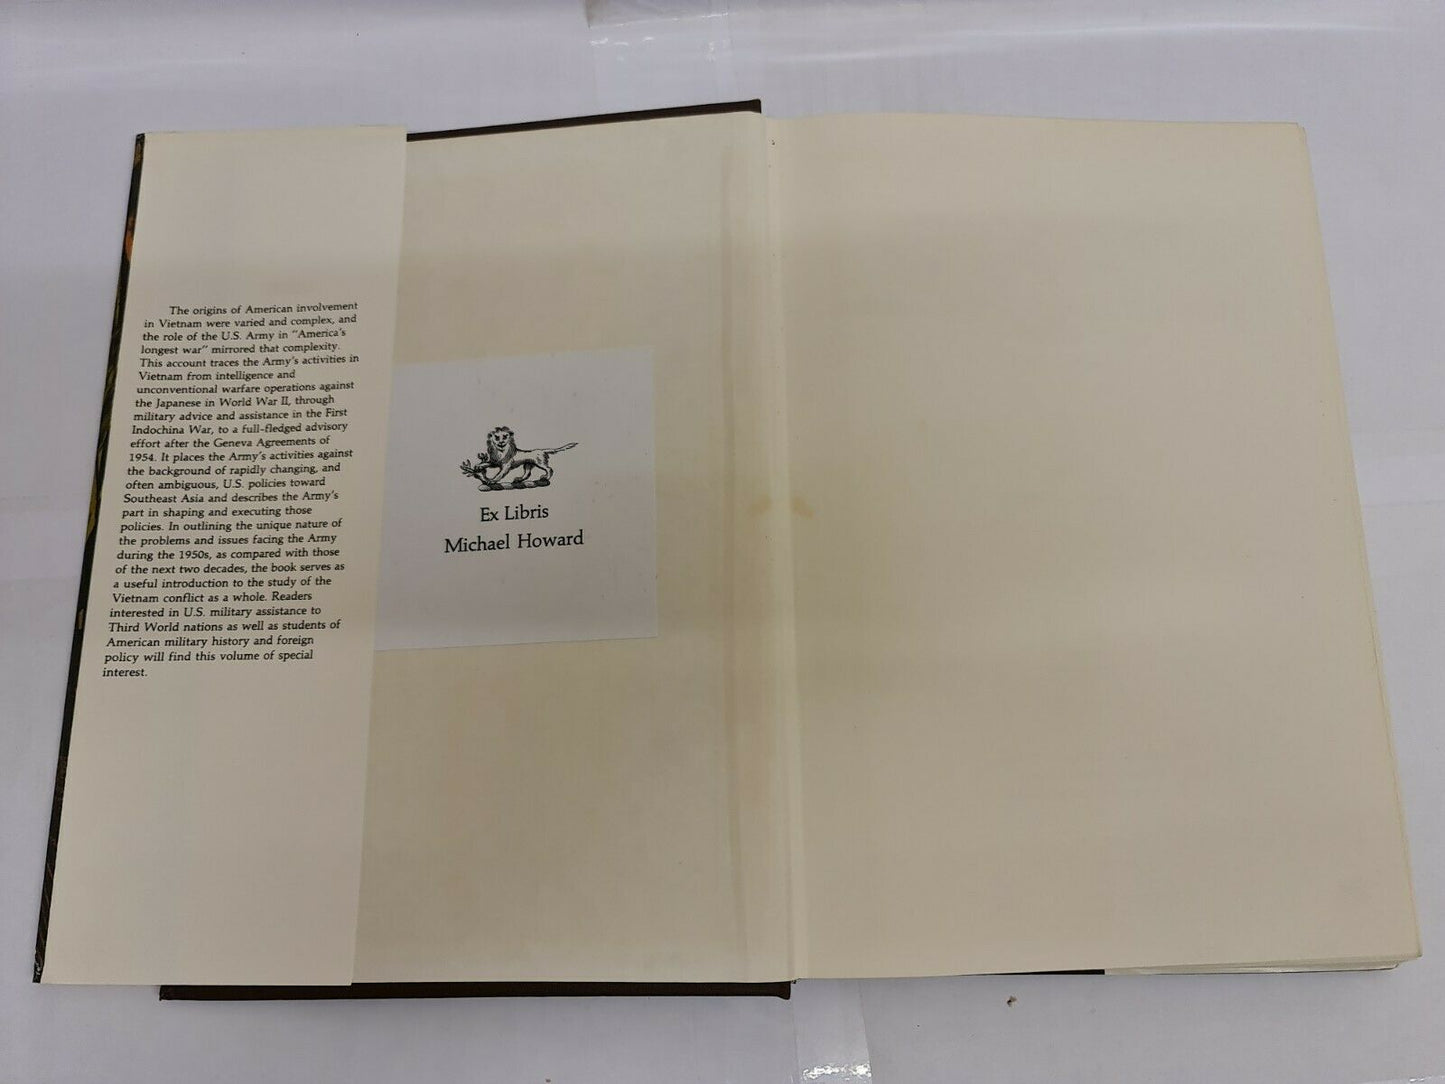 The origins of American involvement
in Vietnam were varied and complex, and
the role of the U.S. Army in "America's
longest war" mirrored that complexity.
This account traces the Army's activities in
Vietnam from intelligence and
unconventional warfare operations against
the Japanese in World War II, through
military advice and assistance in the First
Indochina War, to a full-fledged advisory
effort after the Geneva Agreements of
1954. It places the Army's activities against
the background of rapidly changing, and
often ambiguous, U.S. policies toward
Southeast Asia and describes the Army's
part in shaping and executing those
policies. In outlining the unique nature of
the problems and issues facing the Army
during the 1950s, as compared with those
of the next two decades, the book serves as
a useful introduction to the study of the
Vietnam conflict as a whole. Readers
interested in U.S. military assistance to
Third World nations as well as students of
American military history and foreign
policy will find this volume of special
interest.
Ex Libris
Michael Howard